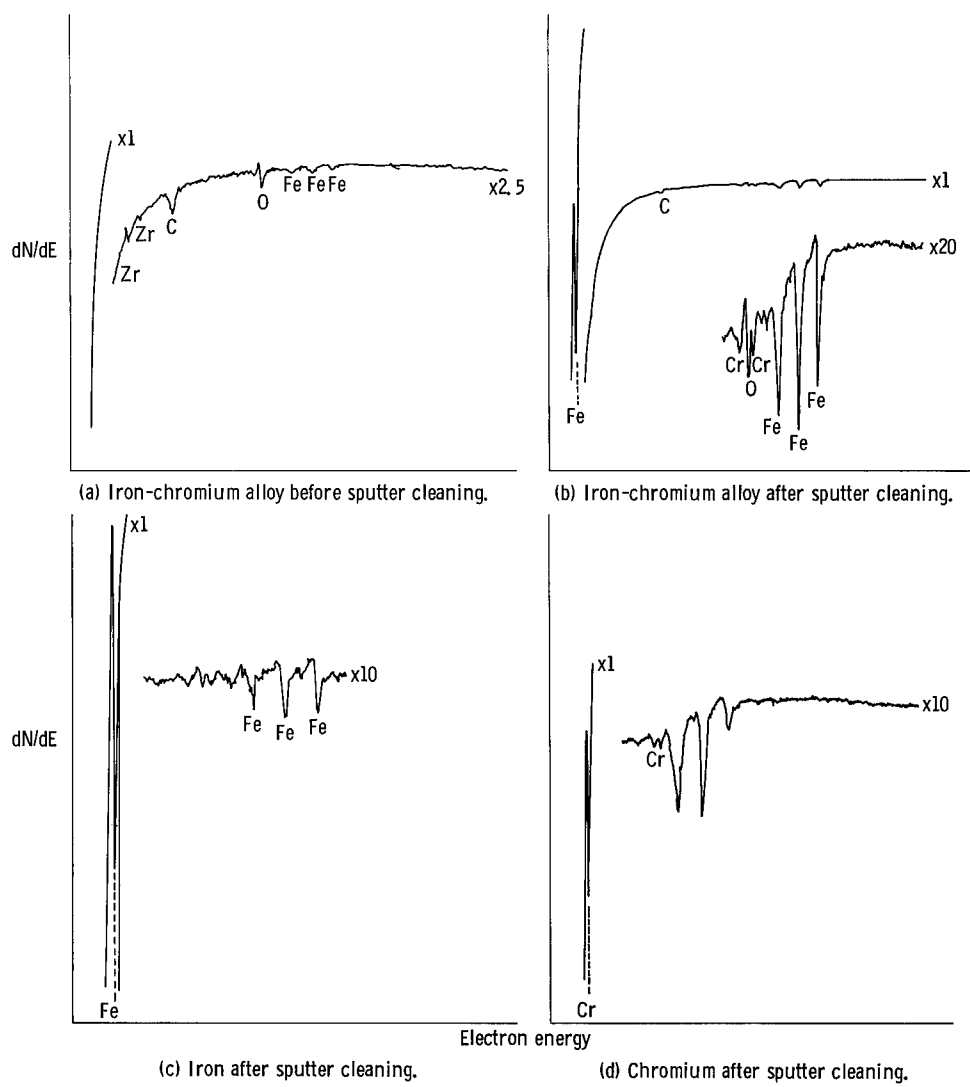 x1
Zr
Zr
C
O
Fe
Fe
Fe
x2.5
dN/dE
(a) Iron-chromium alloy before sputter cleaning.
x1
C
x20
Cr
O
Cr
Fe
Fe
Fe
Fe
(b) Iron-chromium alloy after sputter cleaning.
x1
x10
Fe
Fe
Fe
dN/dE
Fe
(c) Iron after sputter cleaning.
x1
x10
Cr
Cr
Electron energy
(d) Chromium after sputter cleaning.